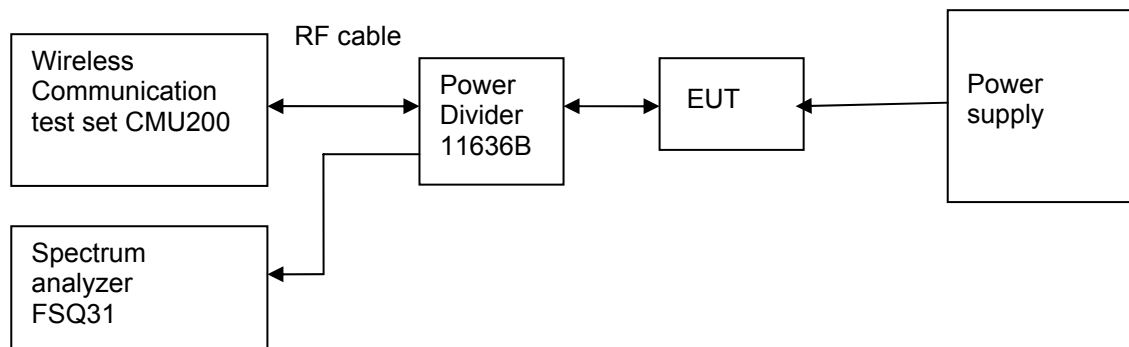 RF cable
Wireless
Communication
test set CMU200
Power
Divider
11636B
EUT
Power
supply
Spectrum
analyzer
FSQ31